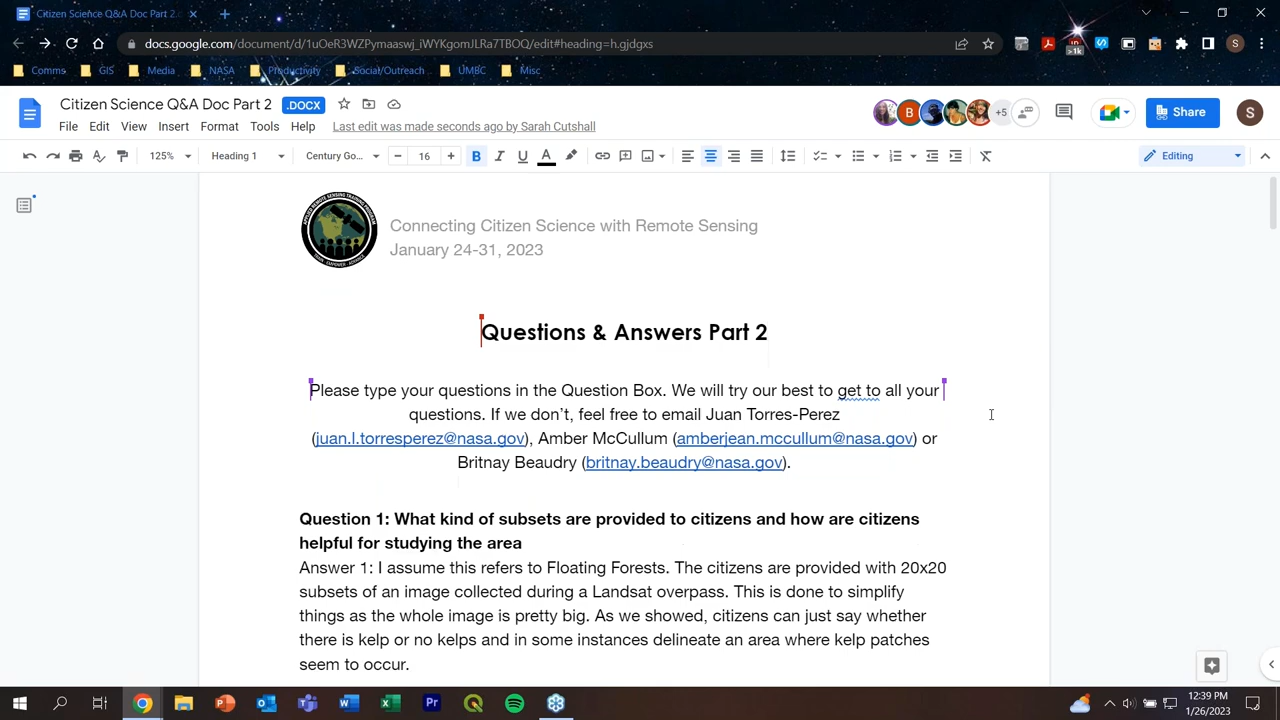 Citizen Science Q&A Doc Part 2.
docs.google.com/document/d/1uOeR3WZPymaaswj_iWYKgomJLRa7TBOQ/edit#heading=h.gjdgxs
>1k
S
Comms
GIS
Media
NASA
Productivity
Social/Outreach
UMBC
Misc
Citizen Science Q&A Doc Part 2
.DOCX
B
+5
Share
S
File Edit View Insert Format Tools Help
Last edit was made seconds ago by Sarah Cutshall
125%
Heading 1
Century Go...
16
B I U A
Editing
Connecting Citizen Science with Remote Sensing
January 24-31, 2023
Questions & Answers Part 2
Please type your questions in the Question Box. We will try our best to get to all your
questions. If we don't, feel free to email Juan Torres-Perez
(juan.l.torresperez@nasa.gov), Amber McCullum (amberjean.mccullum@nasa.gov) or
Britnay Beaudry (britnay.beaudry@nasa.gov).
Question 1: What kind of subsets are provided to citizens and how are citizens
helpful for studying the area
Answer 1: I assume this refers to Floating Forests. The citizens are provided with 20x20
subsets of an image collected during a Landsat overpass. This is done to simplify
things as the whole image is pretty big. As we showed, citizens can just say whether
there is kelp or no kelps and in some instances delineate an area where kelp patches
seem to occur.
12:39 PM
1/26/2023